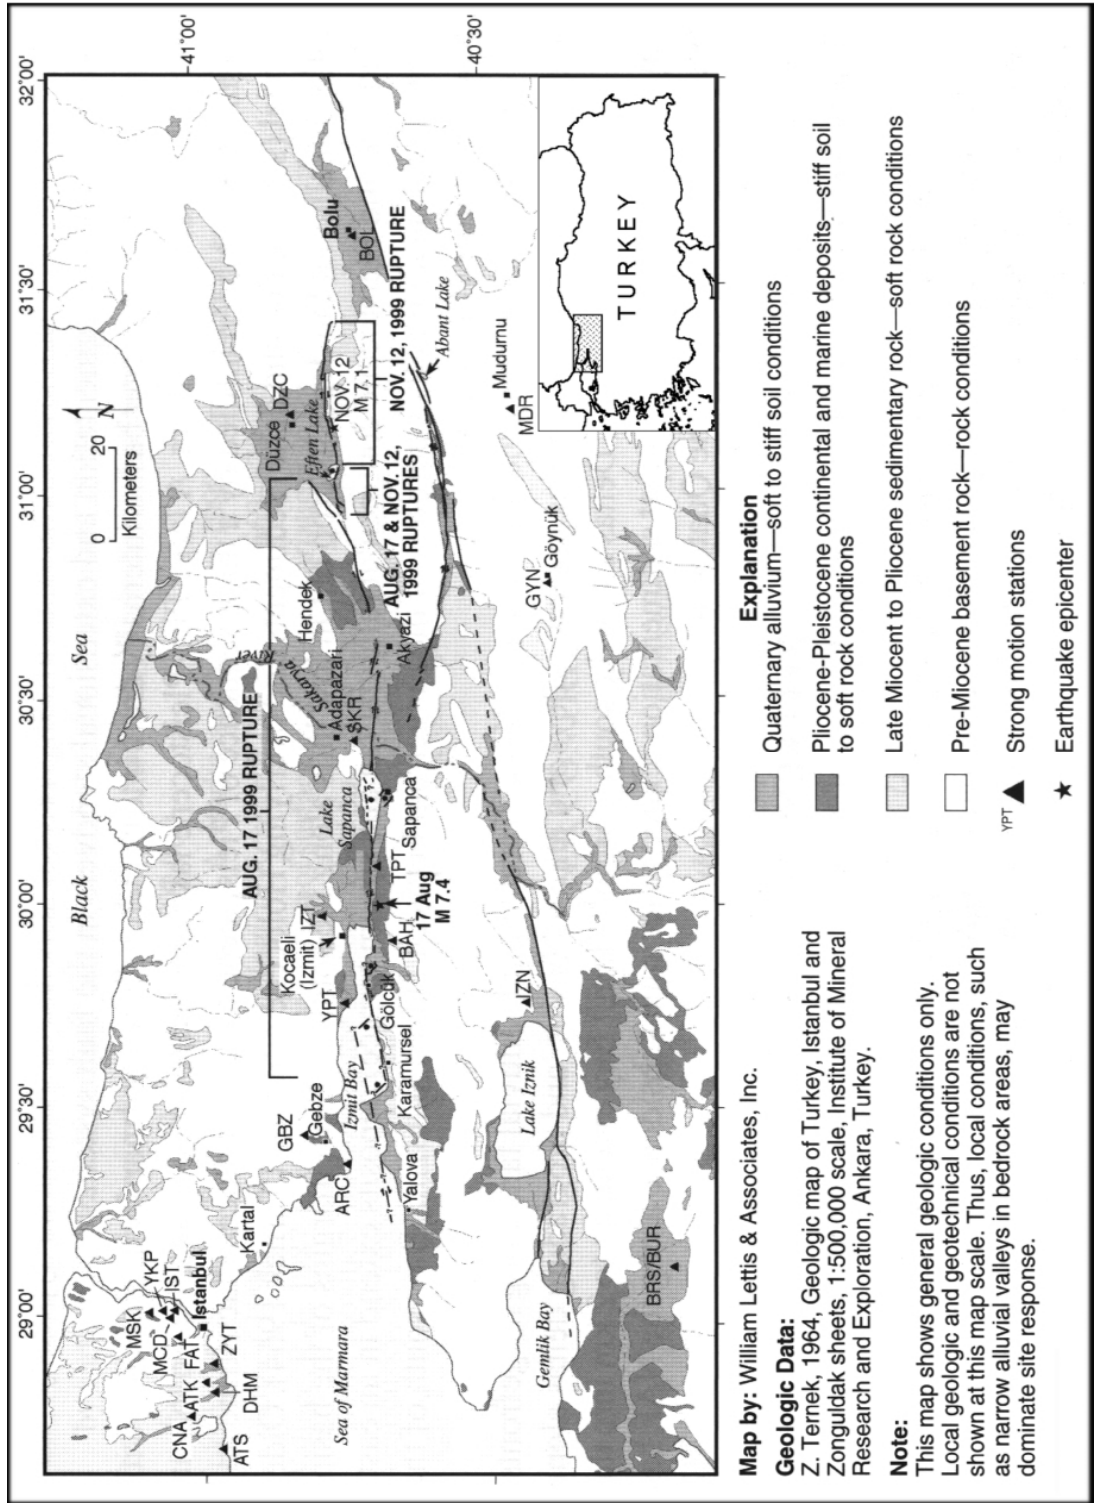 32°00'
31°30'
31°00'
30°30'
30°00'
29°30'
29°00'
41°00'
40°30'
Black
Sea
0
20
Kilometers
N
AUG. 17 1999 RUPTURE
Düzce
DZC
Eften Lake
NOV. 12
M 7.1
NOV. 12, 1999 RUPTURE
AUG. 17 & NOV. 12,
1999 RUPTURES
Bolu
BOL
Abant Lake
Mudurnu
MDR
Hendek
Sakarya
River
Adapazari
SKR
Akyazi
GYN
Göynük
Lake
Sapanca
Sapanca
TPT
17 Aug
M 7.4
BAH
IZT
Kocaeli
(Izmit)
YPT
Gölcük
Izmit Bay
Karamursel
GBZ
Gebze
ARC
Yalova
IZN
Lake Iznik
Kartal
MSK
YKP
MCD
IST
FAT
Istanbul
ATK
ZYT
CNA
DHM
ATS
Sea of Marmara
Gemlik Bay
BRS/BUR
TURKEY
Map by: William Lettis & Associates, Inc.
Geologic Data:
Z. Ternek, 1964, Geologic map of Turkey, Istanbul and
Zonguldak sheets, 1:500,000 scale, Institute of Mineral
Research and Exploration, Ankara, Turkey.
Note:
This map shows general geologic conditions only.
Local geologic and geotechnical conditions are not
shown at this map scale. Thus, local conditions, such
as narrow alluvial valleys in bedrock areas, may
dominate site response.
Explanation
Quaternary alluvium—soft to stiff soil conditions
Pliocene-Pleistocene continental and marine deposits—stiff soil
to soft rock conditions
Late Miocent to Pliocene sedimentary rock—soft rock conditions
Pre-Miocene basement rock—rock conditions
YPT
Strong motion stations
Earthquake epicenter